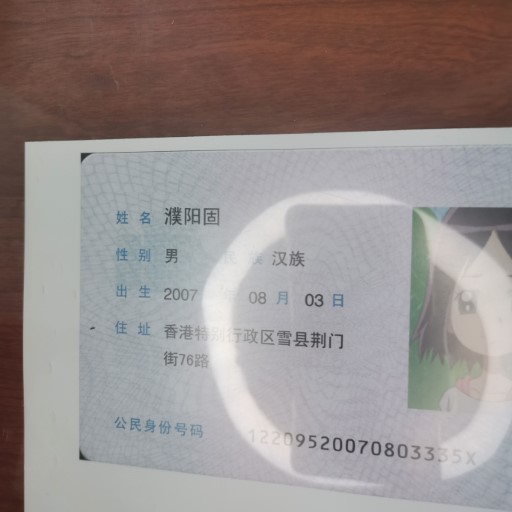 姓名 濮阳固
性别 男 民族 汉族
出生 2007 年 08 月 03 日
住址 香港特别行政区雪县荆门
街76路
公民身份号码 12209520070803335X